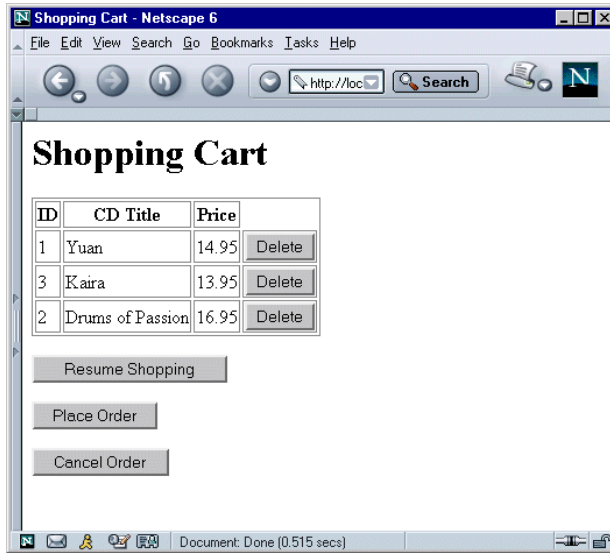 N Shopping Cart - Netscape 6
File Edit View Search Go Bookmarks Tasks Help
http://loc Search N
Shopping Cart
ID CD Title Price
1 Yuan 14.95 Delete
3 Kaira 13.95 Delete
2 Drums of Passion 16.95 Delete
Resume Shopping
Place Order
Cancel Order
N Document: Done (0.515 secs)